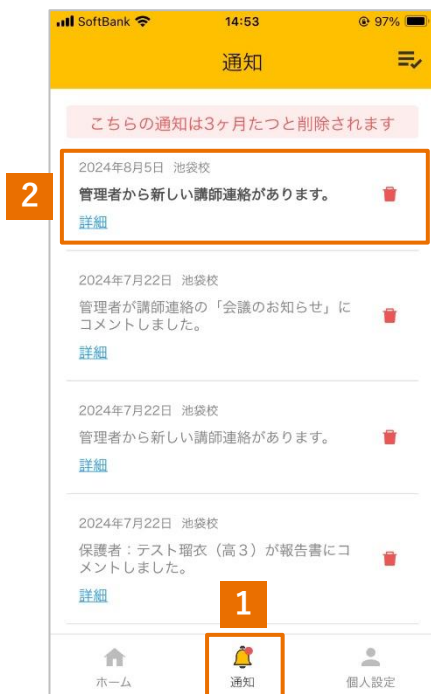 SoftBank 14:53 97%
通知
こちらの通知は3ヶ月たつと削除されます
2
2024年8月5日 池袋校
管理者から新しい講師連絡があります。
詳細
2024年7月22日 池袋校
管理者が講師連絡の「会議のお知らせ」に
コメントしました。
詳細
2024年7月22日 池袋校
管理者から新しい講師連絡があります。
詳細
2024年7月22日 池袋校
保護者：テスト瑠衣（高３）が報告書にコ
メントしました。
詳細
1
ホーム 通知 個人設定